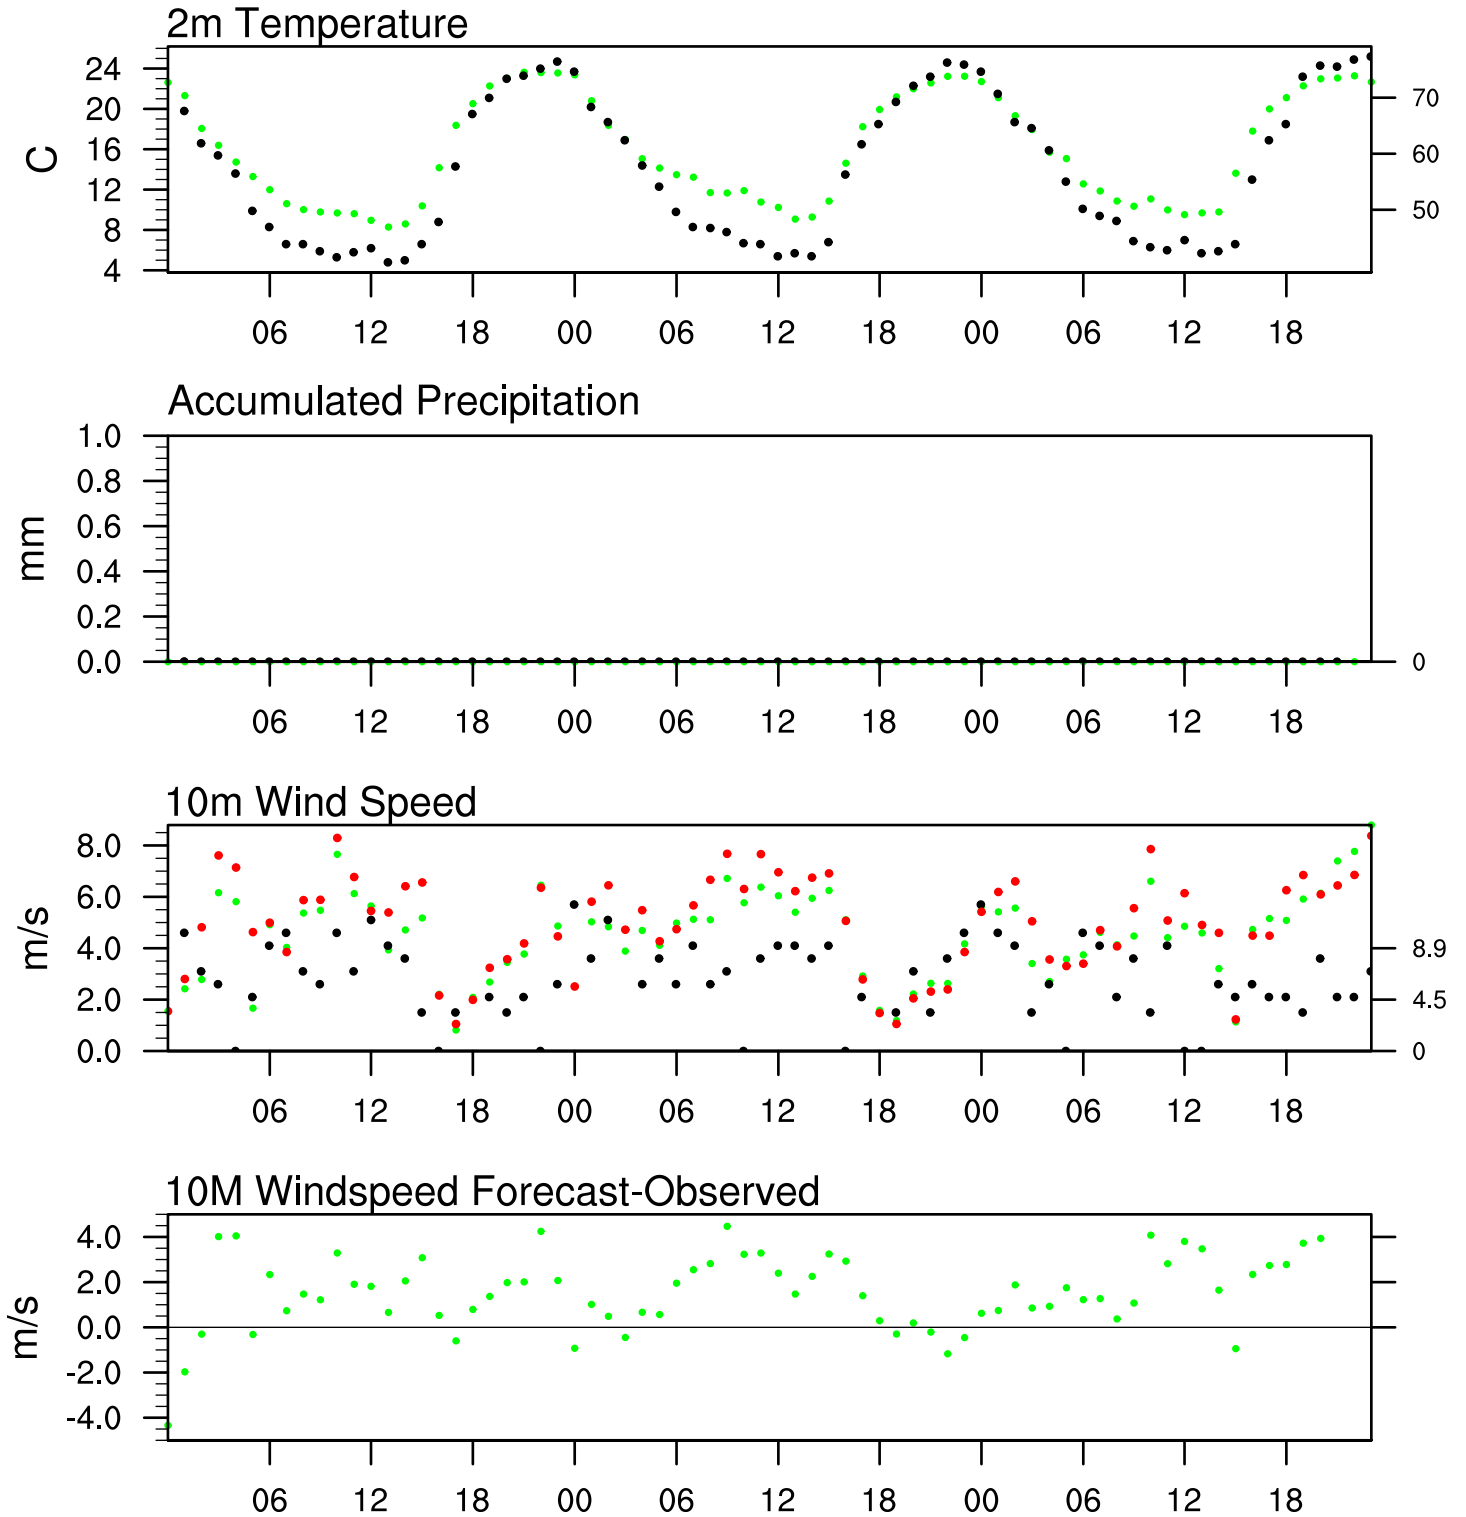 2m Temperature
24
20
16
12
8
4
C
70
60
50
06 12 18 00 06 12 18 00 06 12 18
Accumulated Precipitation
1.0
0.8
0.6
0.4
0.2
0.0
mm
0
06 12 18 00 06 12 18 00 06 12 18
10m Wind Speed
8.0
6.0
4.0
2.0
0.0
m/s
8.9
4.5
0
06 12 18 00 06 12 18 00 06 12 18
10M Windspeed Forecast-Observed
4.0
2.0
0.0
-2.0
-4.0
m/s
06 12 18 00 06 12 18 00 06 12 18